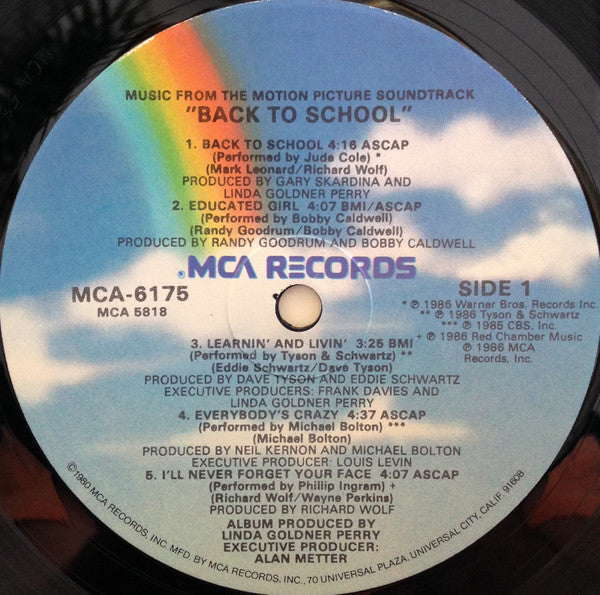 MUSIC FROM THE MOTION PICTURE SOUNDTRACK
"BACK TO SCHOOL"
1. BACK TO SCHOOL 4:16 ASCAP
(Performed by Jude Cole) *
(Mark Leonard/Richard Wolf)
PRODUCED BY GARY SKARDINA AND
LINDA GOLDNER PERRY
2. EDUCATED GIRL 4:07 BMI/ASCAP
(Performed by Bobby Caldwell)
(Randy Goodrum/Bobby Caldwell)
PRODUCED BY RANDY GOODRUM AND BOBBY CALDWELL
®MCA RECORDS
MCA-6175
MCA 5818
SIDE 1
* ℗ 1986 Warner Bros. Records Inc.
** ℗ 1986 Tyson & Schwartz
*** ℗ 1985 CBS, Inc.
+ ℗ 1986 Red Chamber Music
℗ 1986 MCA
Records, Inc.
3. LEARNIN' AND LIVIN' 3:25 BMI
(Performed by Tyson & Schwartz) **
(Eddie Schwartz/Dave Tyson)
PRODUCED BY DAVE TYSON AND EDDIE SCHWARTZ
EXECUTIVE PRODUCERS: FRANK DAVIES AND
LINDA GOLDNER PERRY
4. EVERYBODY'S CRAZY 4:37 ASCAP
(Performed by Michael Bolton) ***
(Michael Bolton)
PRODUCED BY NEIL KERNON AND MICHAEL BOLTON
EXECUTIVE PRODUCER: LOUIS LEVIN
5. I'LL NEVER FORGET YOUR FACE 4:07 ASCAP
(Performed by Phillip Ingram) +
(Richard Wolf/Wayne Perkins)
PRODUCED BY RICHARD WOLF
ALBUM PRODUCED BY
LINDA GOLDNER PERRY
EXECUTIVE PRODUCER:
ALAN METTER
©1980 MCA RECORDS, INC. MFD. BY MCA RECORDS, INC., 70 UNIVERSAL PLAZA, UNIVERSAL CITY, CALIF. 91608